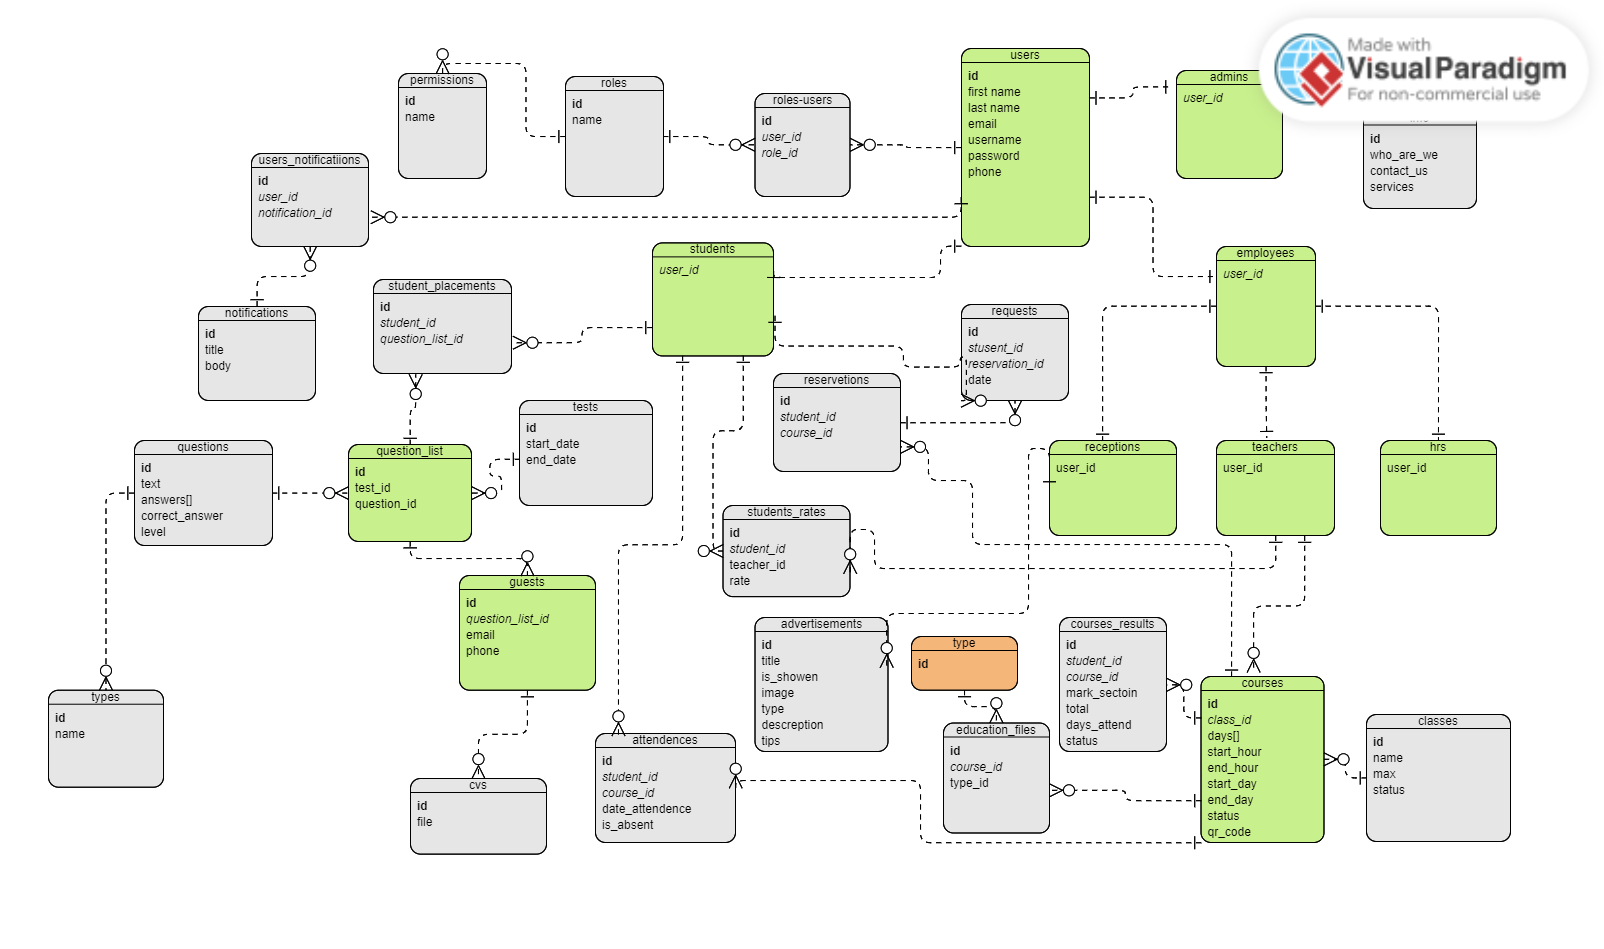 Made with
Visual Paradigm
For non-commercial use
permissions
id
name
roles
id
name
roles-users
id
user_id
role_id
users
id
first name
last name
email
username
password
phone
admins
user_id
id
who_are_we
contact_us
services
users_notificatiions
id
user_id
notification_id
students
user_id
employees
user_id
notifications
id
title
body
student_placements
id
student_id
question_list_id
requests
id
stusent_id
reservation_id
date
reservetions
id
student_id
course_id
tests
id
start_date
end_date
questions
id
text
answers[]
correct_answer
level
question_list
id
test_id
question_id
receptions
user_id
teachers
user_id
hrs
user_id
students_rates
id
student_id
teacher_id
rate
guests
id
question_list_id
email
phone
advertisements
id
title
is_showen
image
type
descreption
tips
type
id
courses_results
id
student_id
course_id
mark_sectoin
total
days_attend
status
courses
id
class_id
days[]
start_hour
end_hour
start_day
end_day
status
qr_code
classes
id
name
max
status
types
id
name
attendences
id
student_id
course_id
date_attendence
is_absent
education_files
id
course_id
type_id
cvs
id
file